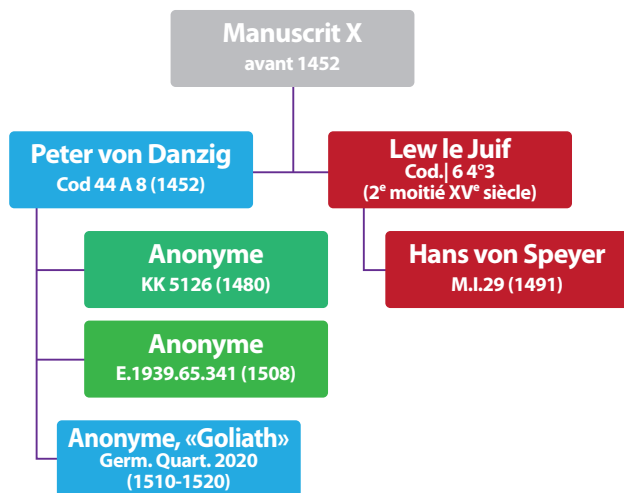 Manuscrit X
avant 1452
Peter von Danzig
Cod 44 A 8 (1452)
Lew le Juif
Cod.| 6 4°3
(2e moitié XVe siècle)
Anonyme
KK 5126 (1480)
Hans von Speyer
M.I.29 (1491)
Anonyme
E.1939.65.341 (1508)
Anonyme, «Goliath»
Germ. Quart. 2020
(1510-1520)